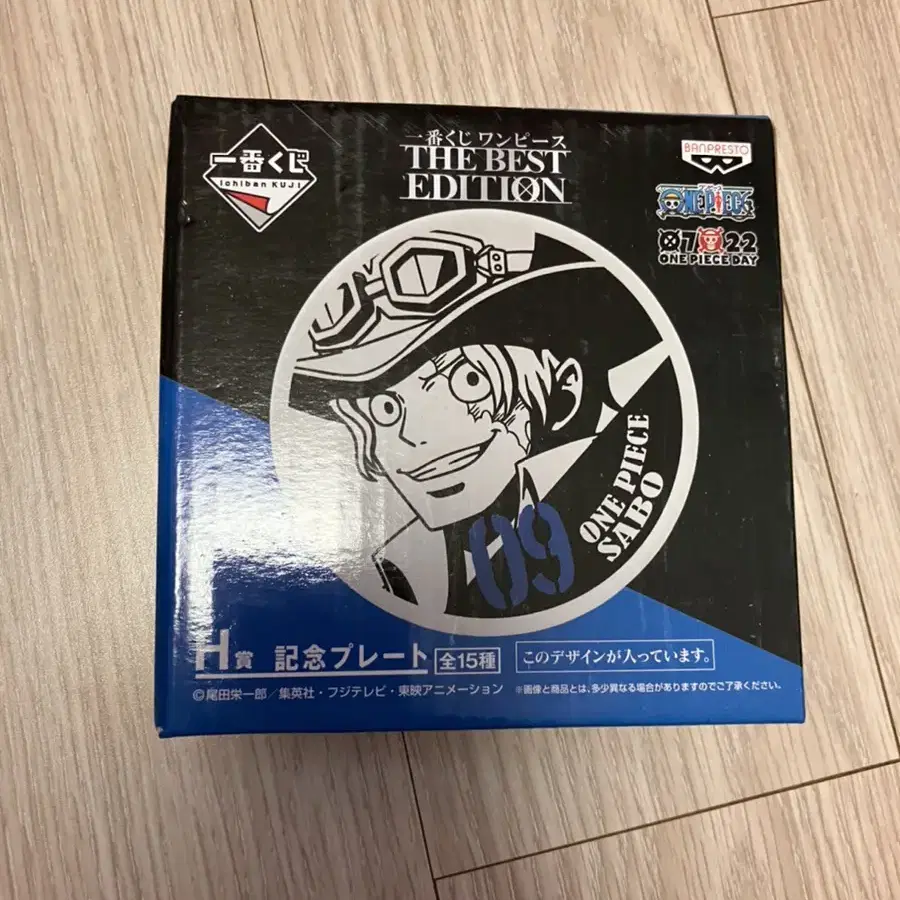 一番くじ
Ichiban KUJI
一番くじ ワンピース
THE BEST
EDITION
BANPRESTO
ワンピース
ONE PIECE
07 22
ONE PIECE DAY
ONE PIECE
SABO
09
H賞 記念プレート 全15種 このデザインが入っています。
©尾田栄一郎/集英社・フジテレビ・東映アニメーション ※画像と商品とは、多少異なる場合がありますのでご了承ください。